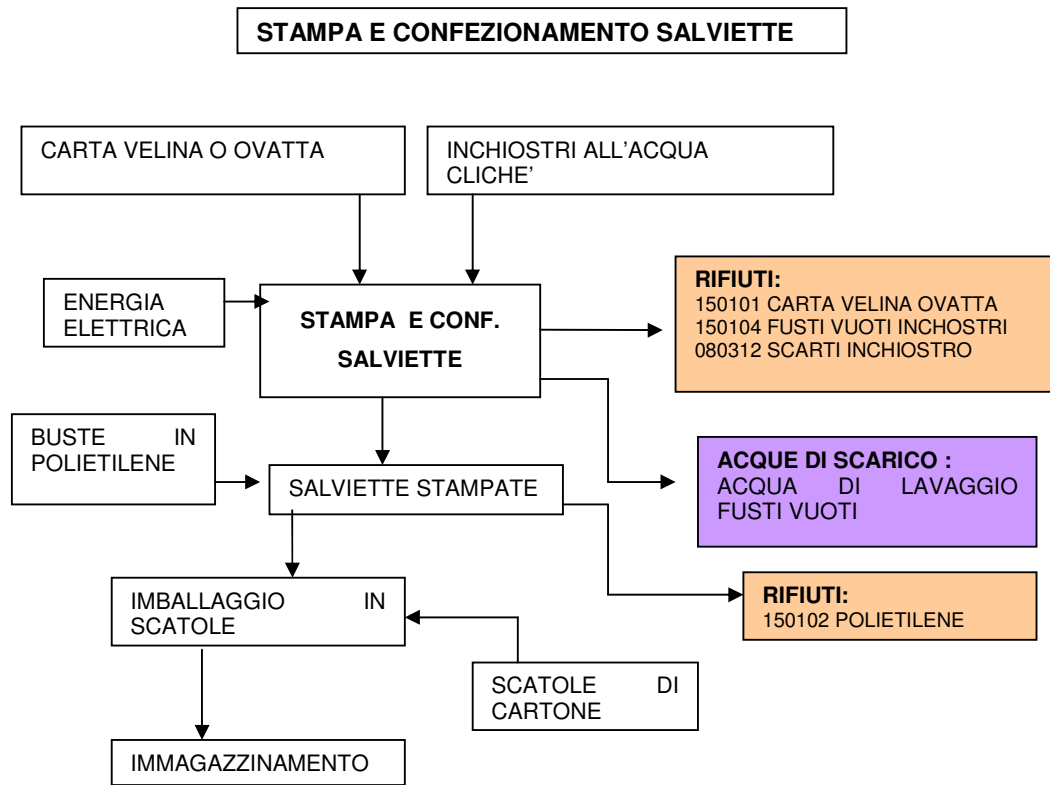 STAMPA E CONFEZIONAMENTO SALVIETTE
CARTA VELINA O OVATTA
INCHIOSTRI ALL'ACQUA
CLICHE'
ENERGIA
ELETTRICA
STAMPA E CONF.
SALVIETTE
RIFIUTI:
150101 CARTA VELINA OVATTA
150104 FUSTI VUOTI INCHOSTRI
080312 SCARTI INCHIOSTRO
BUSTE IN
POLIETILENE
SALVIETTE STAMPATE
ACQUE DI SCARICO :
ACQUA DI LAVAGGIO
FUSTI VUOTI
IMBALLAGGIO IN
SCATOLE
RIFIUTI:
150102 POLIETILENE
SCATOLE DI
CARTONE
IMMAGAZZINAMENTO